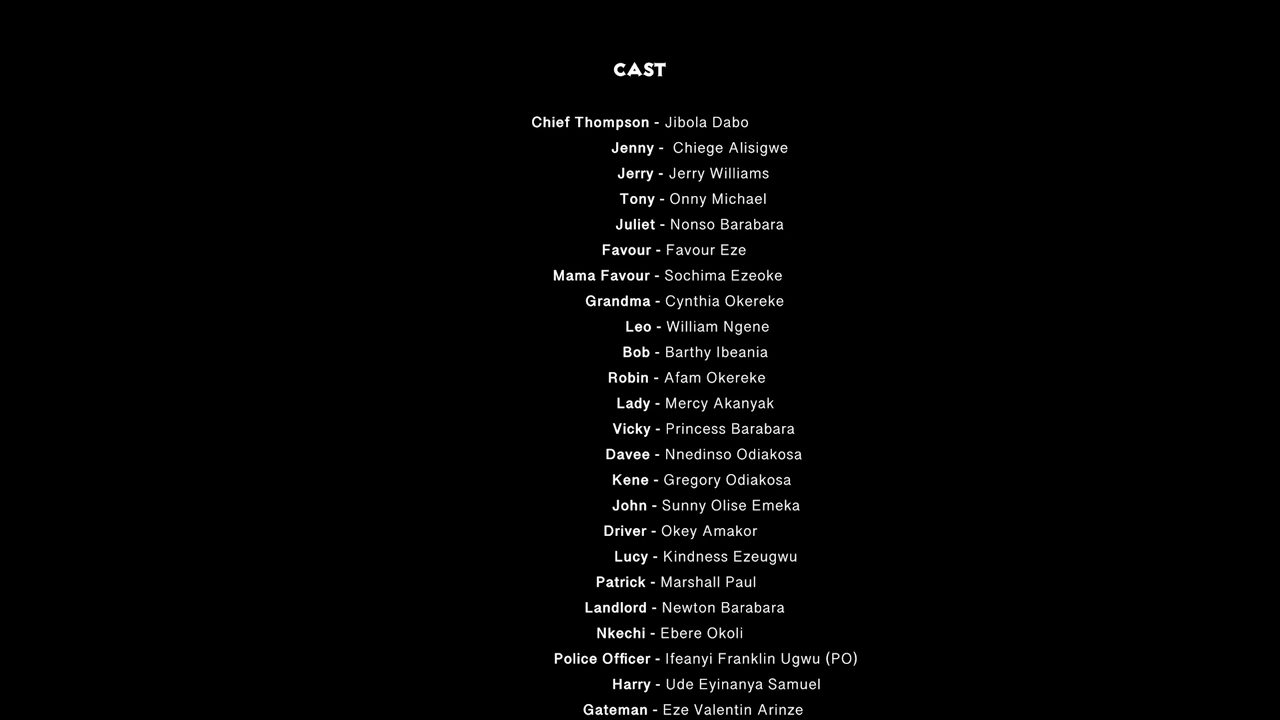 CAST
Chief Thompson - Jibola Dabo
Jenny - Chiege Alisigwe
Jerry - Jerry Williams
Tony - Onny Michael
Juliet - Nonso Barabara
Favour - Favour Eze
Mama Favour - Sochima Ezeoke
Grandma - Cynthia Okereke
Leo - William Ngene
Bob - Barthy Ibeania
Robin - Afam Okereke
Lady - Mercy Akanyak
Vicky - Princess Barabara
Davee - Nnedinso Odiakosa
Kene - Gregory Odiakosa
John - Sunny Olise Emeka
Driver - Okey Amakor
Lucy - Kindness Ezeugwu
Patrick - Marshall Paul
Landlord - Newton Barabara
Nkechi - Ebere Okoli
Police Officer - Ifeanyi Franklin Ugwu (PO)
Harry - Ude Eyinanya Samuel
Gateman - Eze Valentin Arinze